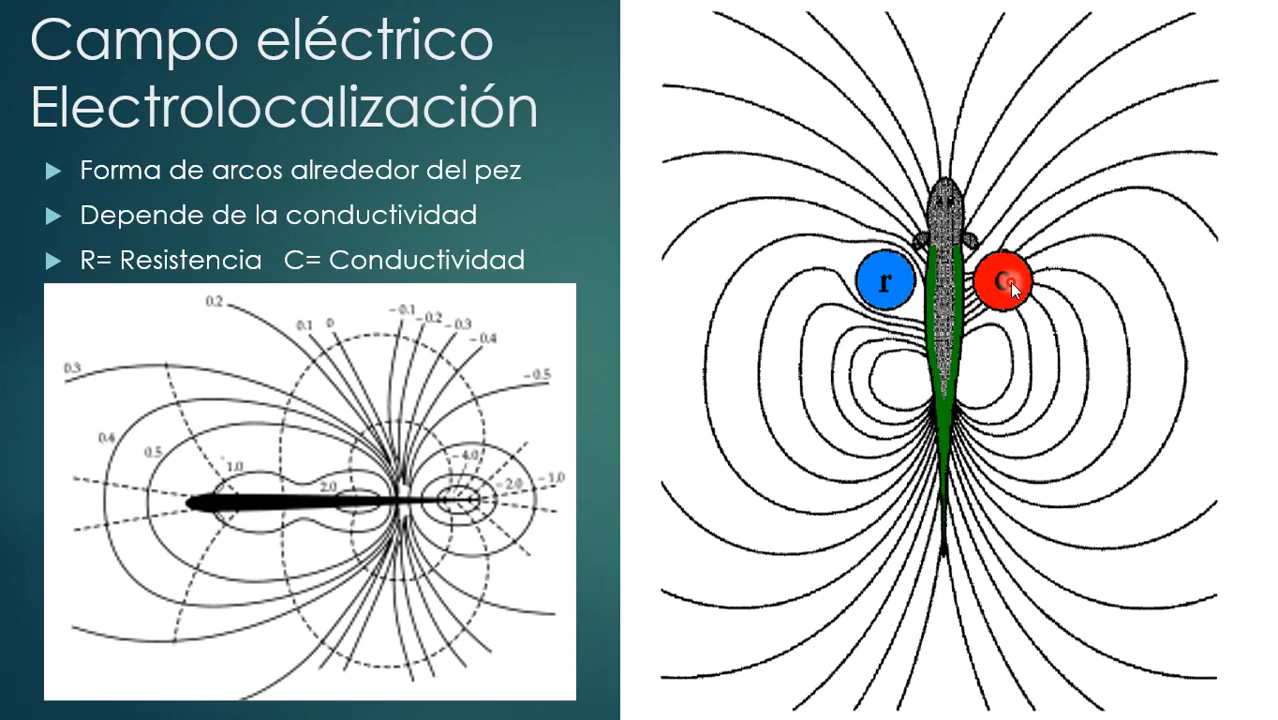 Campo eléctrico
Electrolocalización
Forma de arcos alrededor del pez
Depende de la conductividad
R= Resistencia C= Conductividad
0.2
0.1 0 -0.1 -0.2 -0.3
-0.4
0.3
-0.5
0.4
0.5
1.0
-4.0
2.0
-2.0
-1.0
r
c